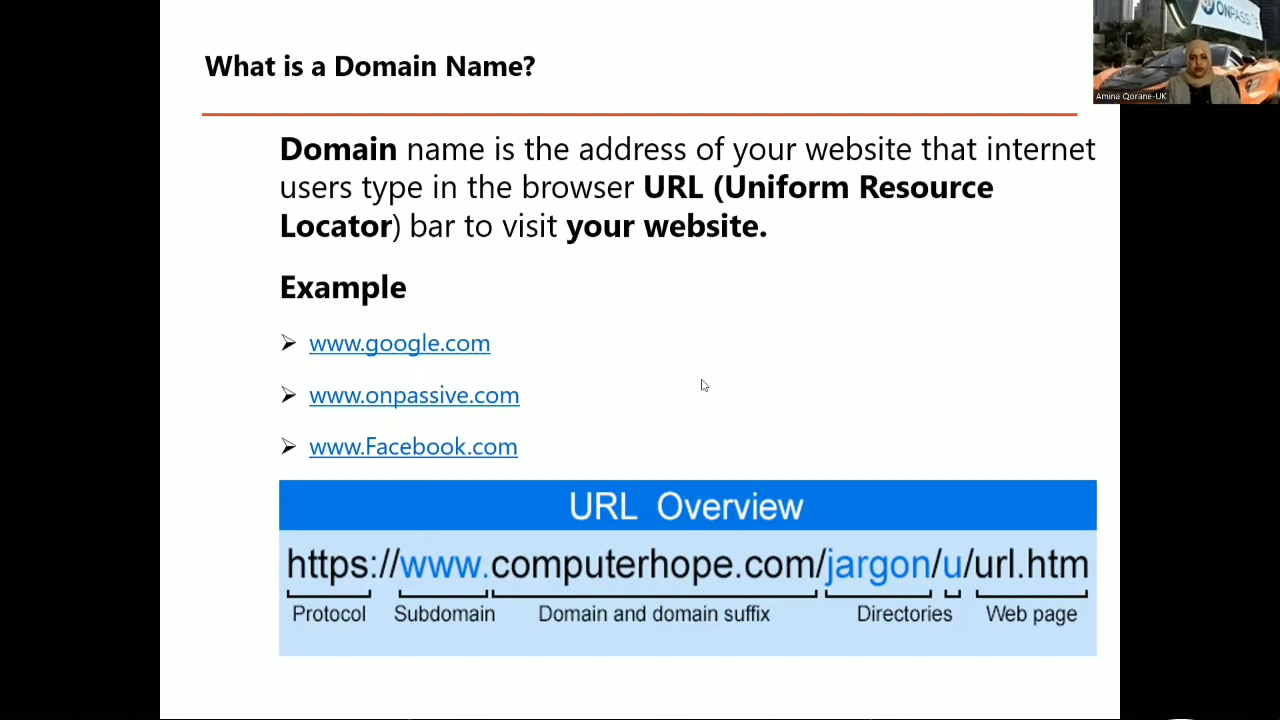 What is a Domain Name?
ONPASSIVE
Amina Qorane-UK
Domain name is the address of your website that internet
users type in the browser URL (Uniform Resource
Locator) bar to visit your website.
Example
www.google.com
www.onpassive.com
www.Facebook.com
URL Overview
https://www.computerhope.com/jargon/u/url.htm
Protocol Subdomain Domain and domain suffix Directories Web page